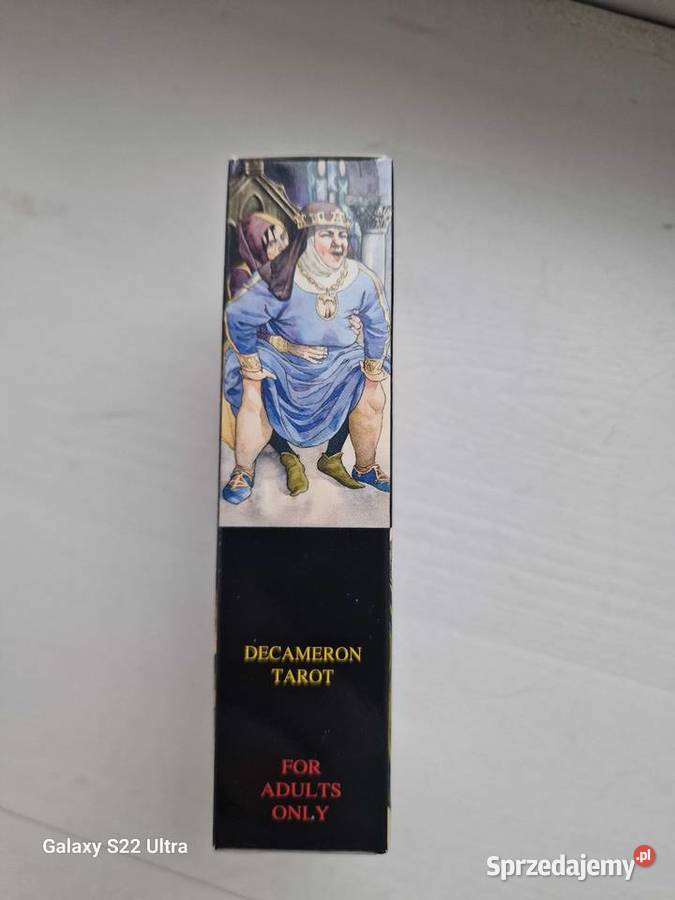 DECAMERON
TAROT
FOR
ADULTS
ONLY
Galaxy S22 Ultra
Sprzedajemy.pl